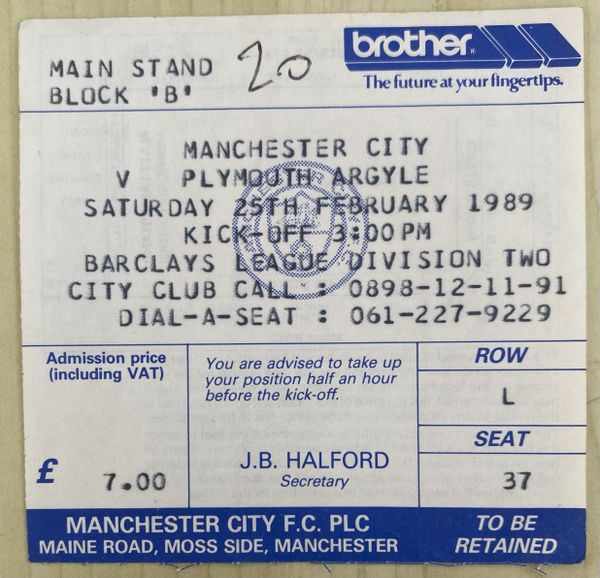 MAIN STAND
BLOCK 'B'
20
brother
The future at your fingertips.
MANCHESTER CITY
V PLYMOUTH ARGYLE
SATURDAY 25TH FEBRUARY 1989
KICK-OFF 3:00PM
BARCLAYS LEAGUE DIVISION TWO
CITY CLUB CALL : 0898-12-11-91
DIAL-A-SEAT : 061-227-9229
Admission price
(including VAT)
£ 7.00
You are advised to take up
your position half an hour
before the kick-off.
J.B. HALFORD
Secretary
ROW
L
SEAT
37
MANCHESTER CITY F.C. PLC
MAINE ROAD, MOSS SIDE, MANCHESTER
TO BE
RETAINED